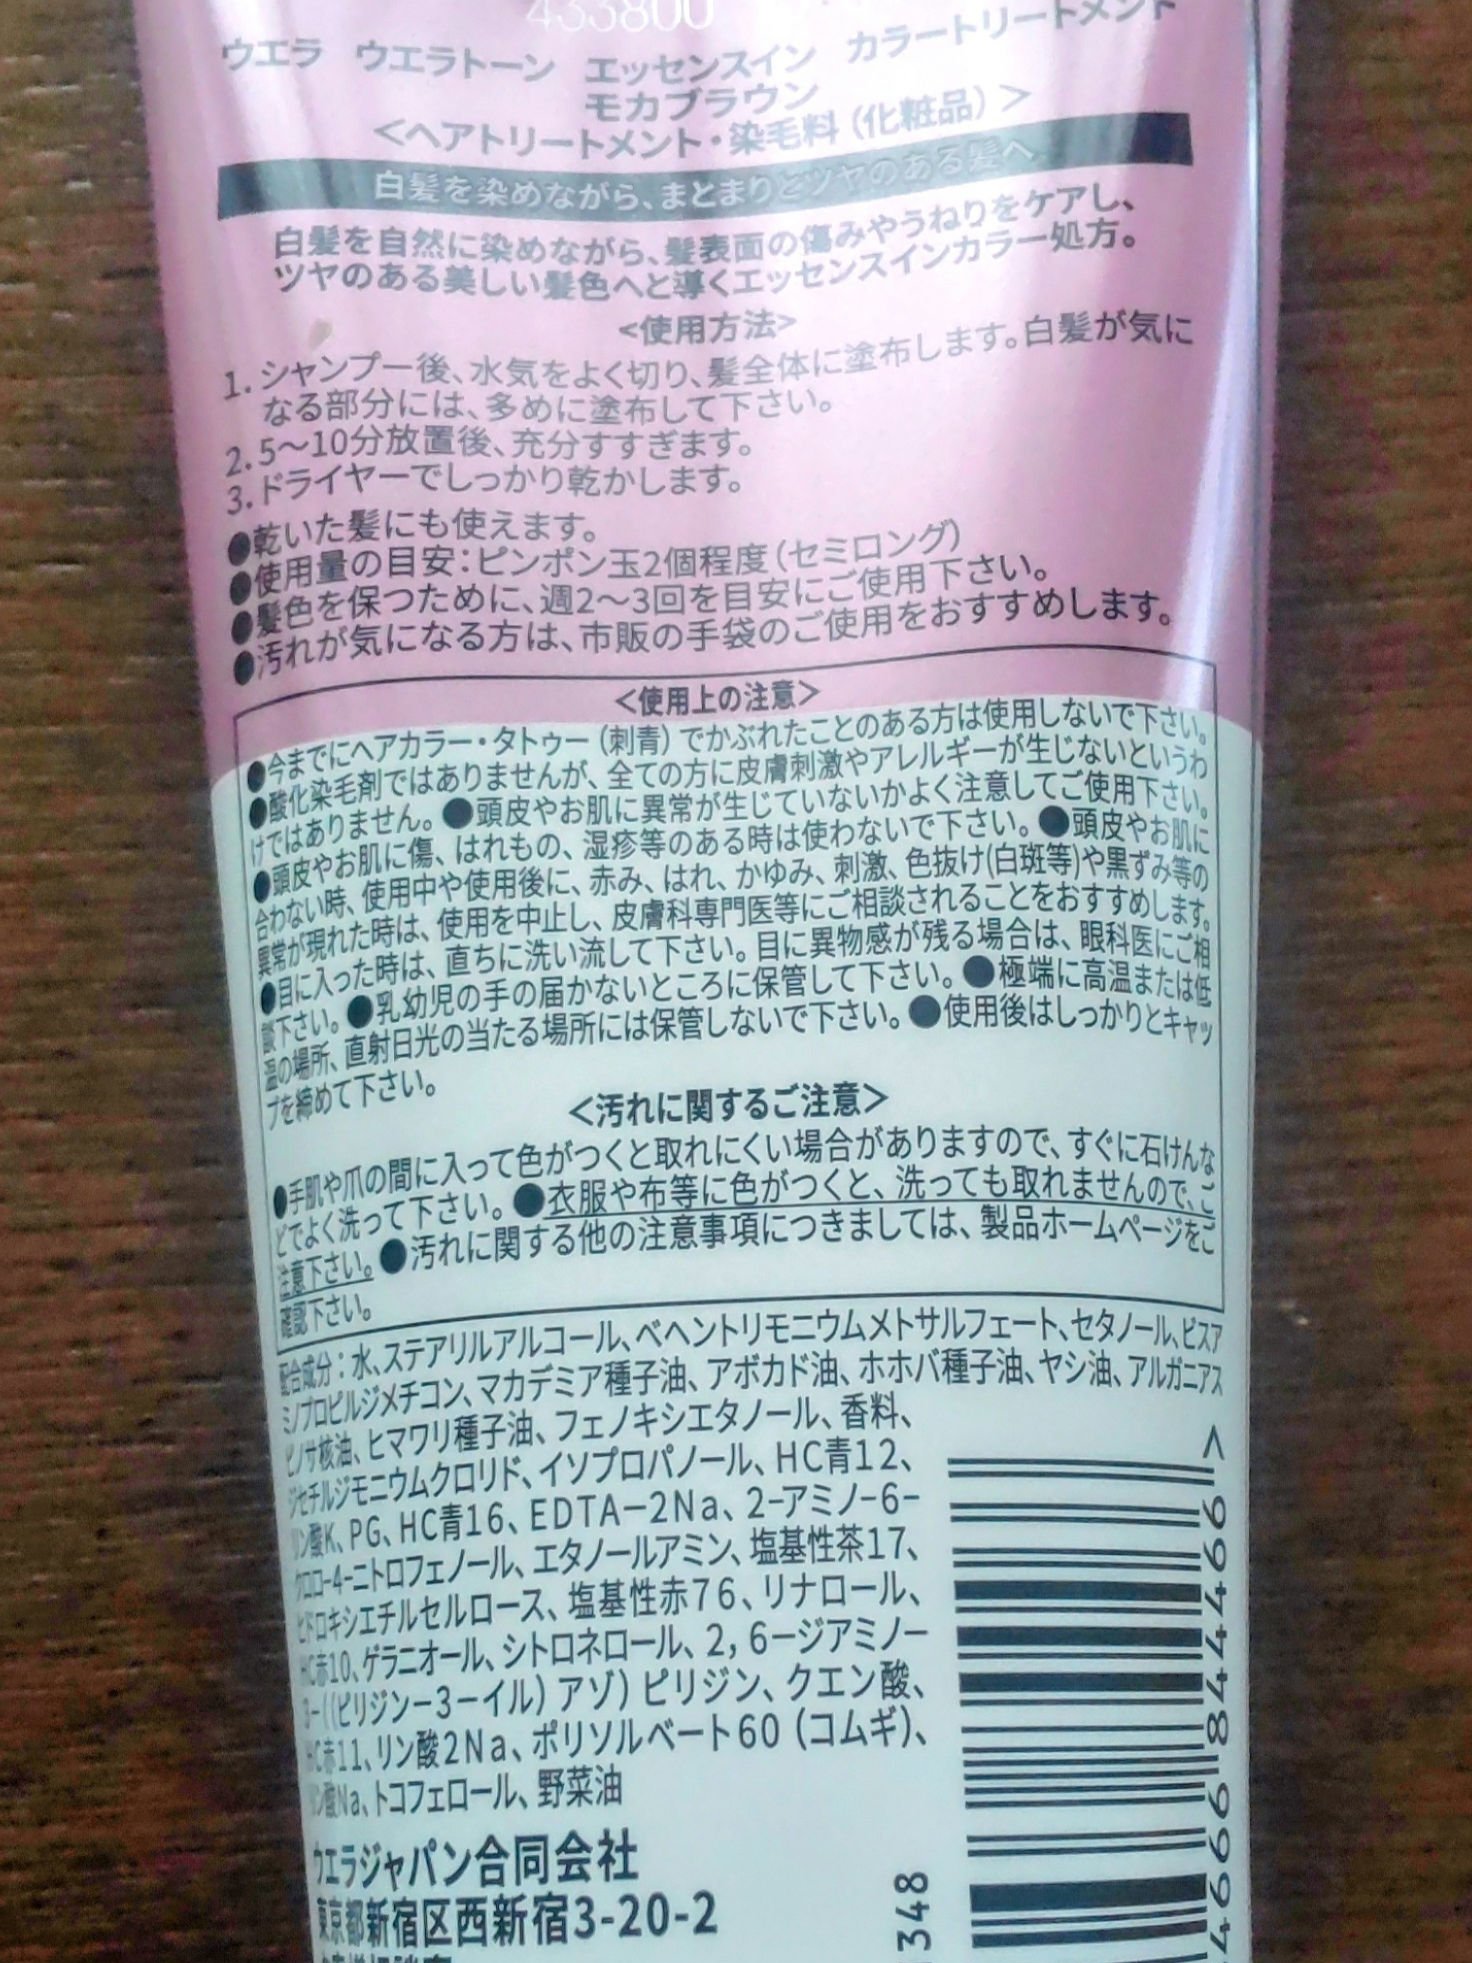 433800
ウエラ ウエラトーン エッセンスイン カラートリートメント
モカブラウン
＜ヘアトリートメント・染毛料（化粧品）＞
白髪を染めながら、まとまりとツヤのある髪へ。
白髪を自然に染めながら、髪表面の傷みやうねりをケアし、
ツヤのある美しい髪色へと導くエッセンスインカラー処方。
＜使用方法＞
1. シャンプー後、水気をよく切り、髪全体に塗布します。白髪が気に
なる部分には、多めに塗布して下さい。
2. 5～10分放置後、充分すすぎます。
3. ドライヤーでしっかり乾かします。
●乾いた髪にも使えます。
●使用量の目安：ピンポン玉2個程度（セミロング）
●髪色を保つために、週2～3回を目安にご使用下さい。
●汚れが気になる方は、市販の手袋のご使用をおすすめします。
＜使用上の注意＞
●今までにヘアカラー・タトゥー（刺青）でかぶれたことのある方は使用しないで下さい。
●酸化染毛剤ではありませんが、全ての方に皮膚刺激やアレルギーが生じないというわ
けではありません。●頭皮やお肌に異常が生じていないかよく注意してご使用下さい。
●頭皮やお肌に傷、はれもの、湿疹等のある時は使わないで下さい。●頭皮やお肌に
合わない時、使用中や使用後に、赤み、はれ、かゆみ、刺激、色抜け(白斑等)や黒ずみ等の
異常が現れた時は、使用を中止し、皮膚科専門医等にご相談されることをおすすめします。
●目に入った時は、直ちに洗い流して下さい。目に異物感が残る場合は、眼科医にご相
談下さい。●乳幼児の手の届かないところに保管して下さい。●極端に高温または低
温の場所、直射日光の当たる場所には保管しないで下さい。●使用後はしっかりとキャッ
プを締めて下さい。
＜汚れに関するご注意＞
●手肌や爪の間に入って色がつくと取れにくい場合がありますので、すぐに石けんな
どでよく洗って下さい。●衣服や布等に色がつくと、洗っても取れませんので、ご
注意下さい。●汚れに関する他の注意事項につきましては、製品ホームページをご
確認下さい。
配合成分：水、ステアリルアルコール、ベヘントリモニウムメトサルフェート、セタノール、ビスア
ミノプロピルジメチコン、マカデミア種子油、アボカド油、ホホバ種子油、ヤシ油、アルガニアス
ピノサ核油、ヒマワリ種子油、フェノキシエタノール、香料、
ジセチルジモニウムクロリド、イソプロパノール、HC青12、
リン酸K、PG、HC青16、EDTA－2Na、2-アミノ-6-
クロロ-4-ニトロフェノール、エタノールアミン、塩基性茶17、
ヒドロキシエチルセルロース、塩基性赤76、リナロール、
HC赤10、ゲラニオール、シトロネロール、2,6－ジアミノ－
3-((ピリジン－3－イル)アゾ)ピリジン、クエン酸、
HC赤11、リン酸2Na、ポリソルベート60（コムギ）、
リン酸Na、トコフェロール、野菜油
ウエラジャパン合同会社
東京都新宿区西新宿3-20-2
348